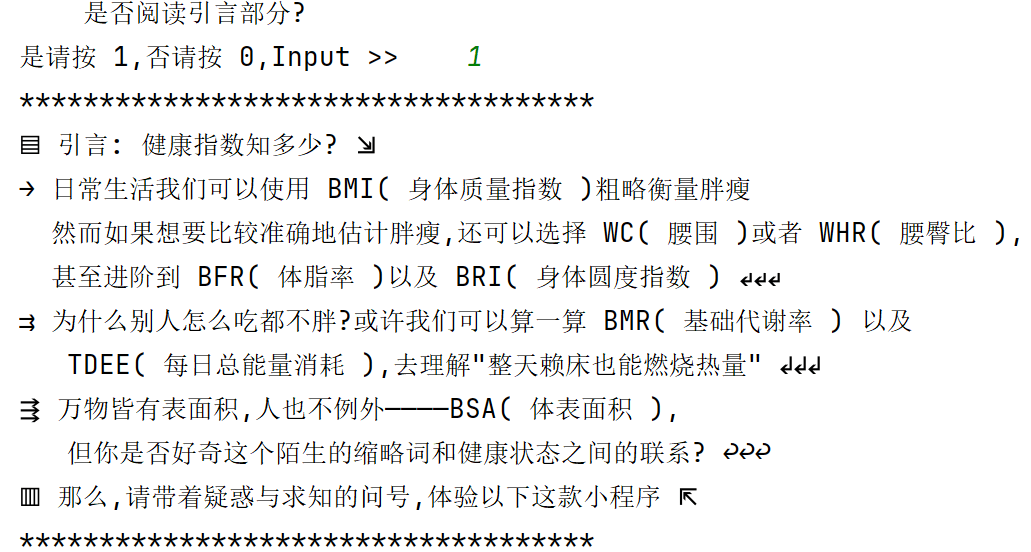 是否阅读引言部分?
是请按 1,否请按 0,Input >> 1
************************************
▤ 引言: 健康指数知多少? ⇲
→ 日常生活我们可以使用 BMI( 身体质量指数 )粗略衡量胖瘦
然而如果想要比较准确地估计胖瘦,还可以选择 WC( 腰围 )或者 WHR( 腰臀比 ),
甚至进阶到 BFR( 体脂率 )以及 BRI( 身体圆度指数 ) ↲↲↲
⇉ 为什么别人怎么吃都不胖?或许我们可以算一算 BMR( 基础代谢率 ) 以及
TDEE( 每日总能量消耗 ),去理解"整天赖床也能燃烧热量" ↲↲↲
⇶ 万物皆有表面积,人也不例外————BSA( 体表面积 ),
但你是否好奇这个陌生的缩略词和健康状态之间的联系? ᔓᔓᔓ
▥ 那么,请带着疑惑与求知的问号,体验以下这款小程序 ⇱
************************************